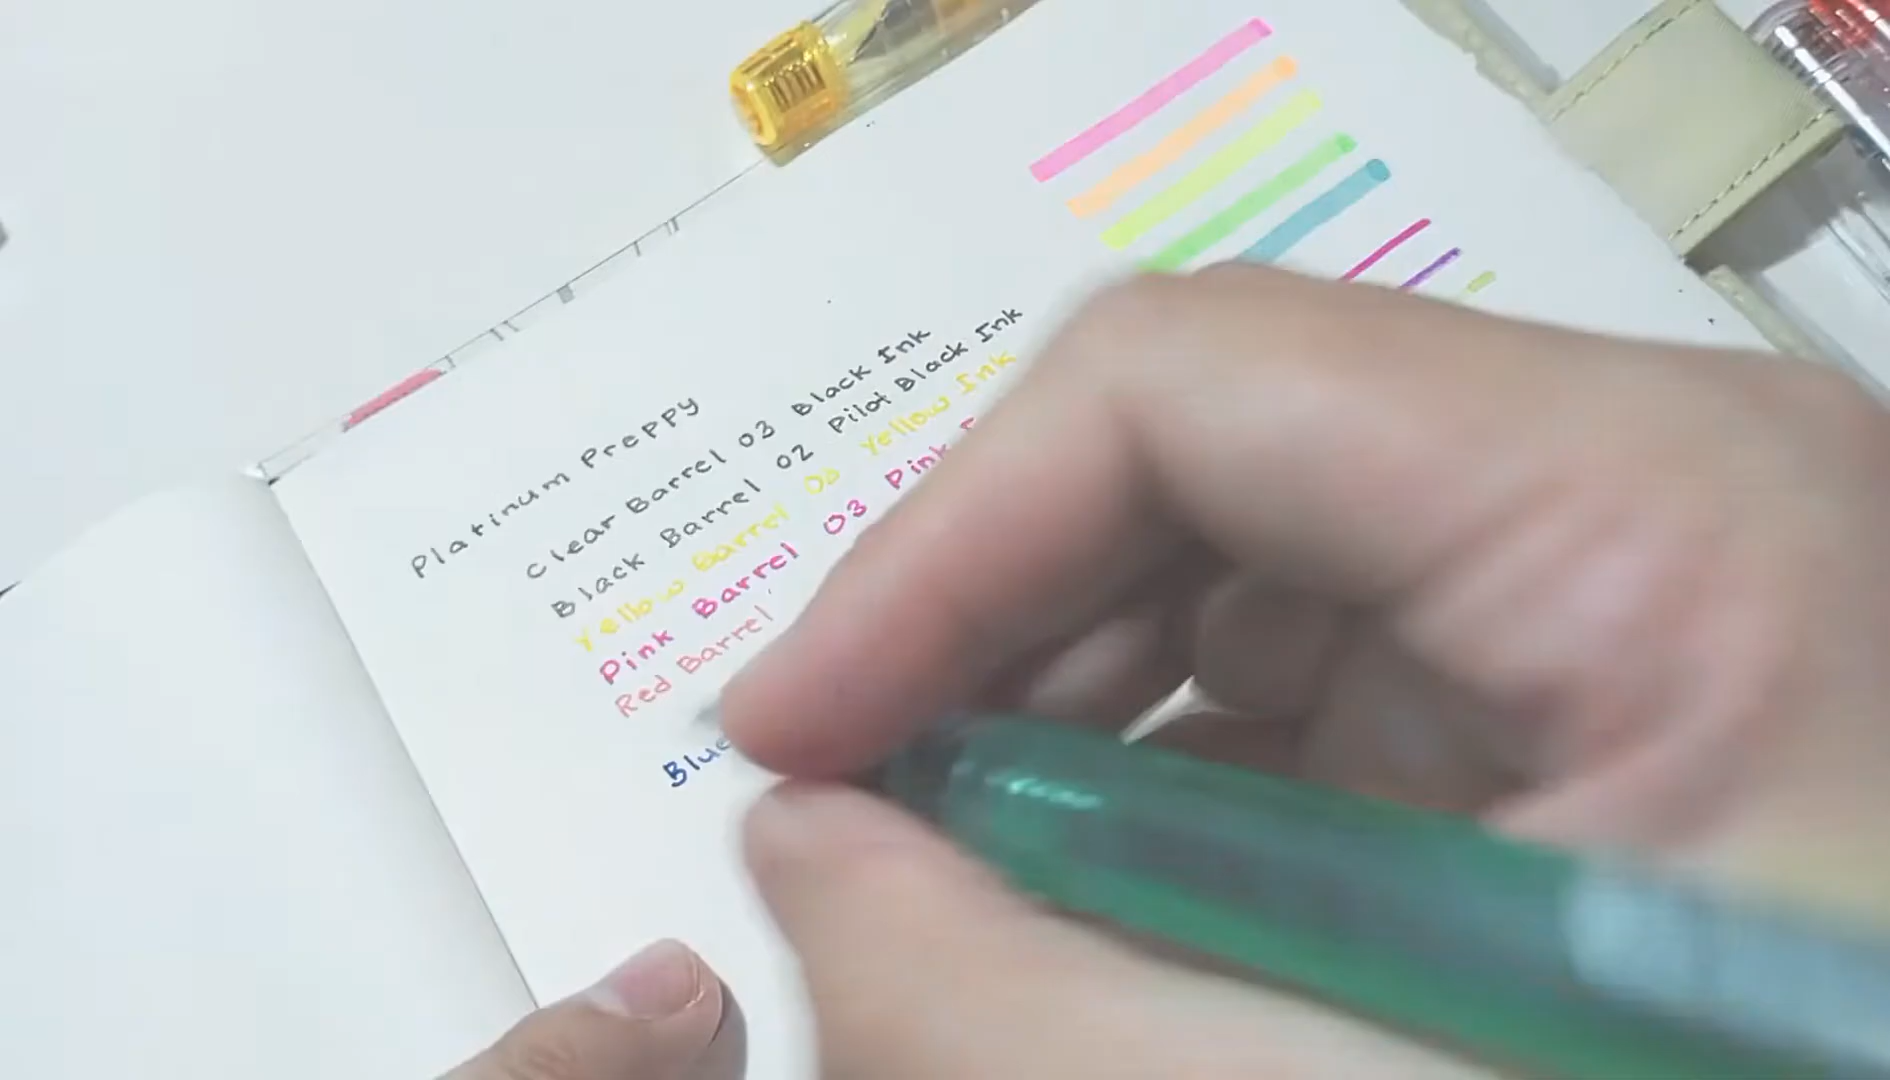 Platinum Preppy
Clear Barrel 03 Black Ink
Black Barrel 02 Pilot Black Ink
Yellow Barrel Yellow Ink
Pink Barrel 03 Pink
Red Barrel
Blue